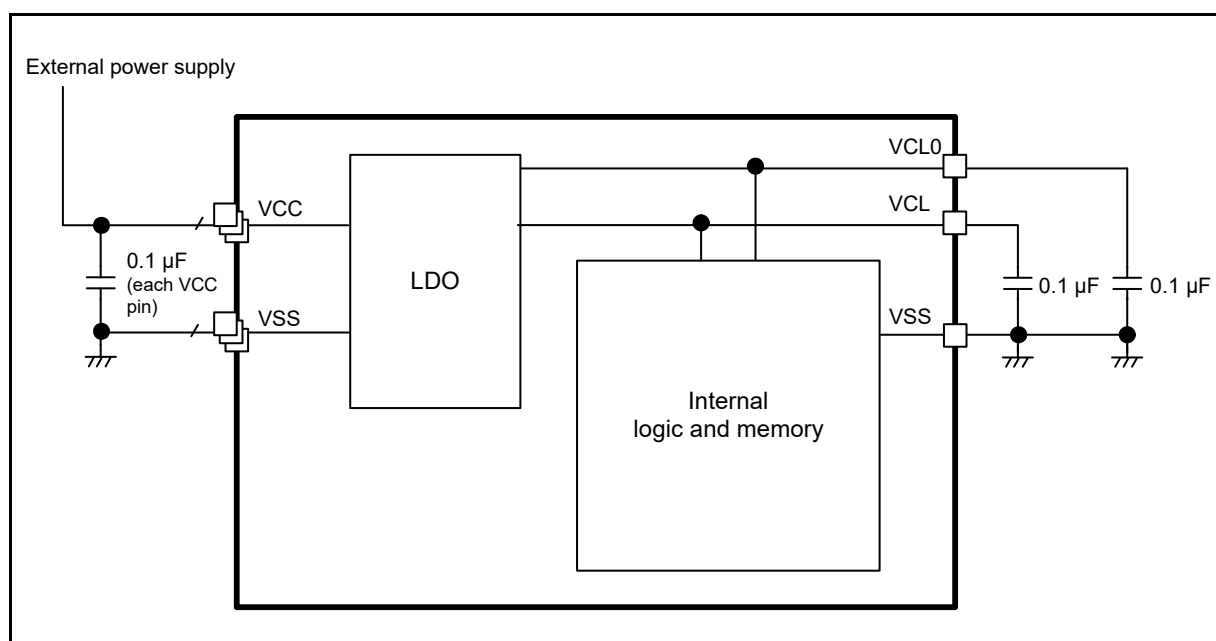 External power supply
VCL0
VCC
VCL
0.1 µF
(each VCC
pin)
LDO
0.1 µF
0.1 µF
VSS
VSS
Internal
logic and memory